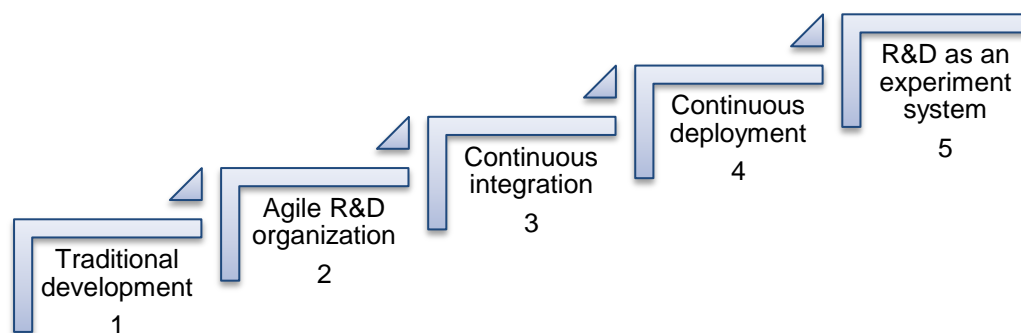 Traditional
development
1
Agile R&D
organization
2
Continuous
integration
3
Continuous
deployment
4
R&D as an
experiment
system
5